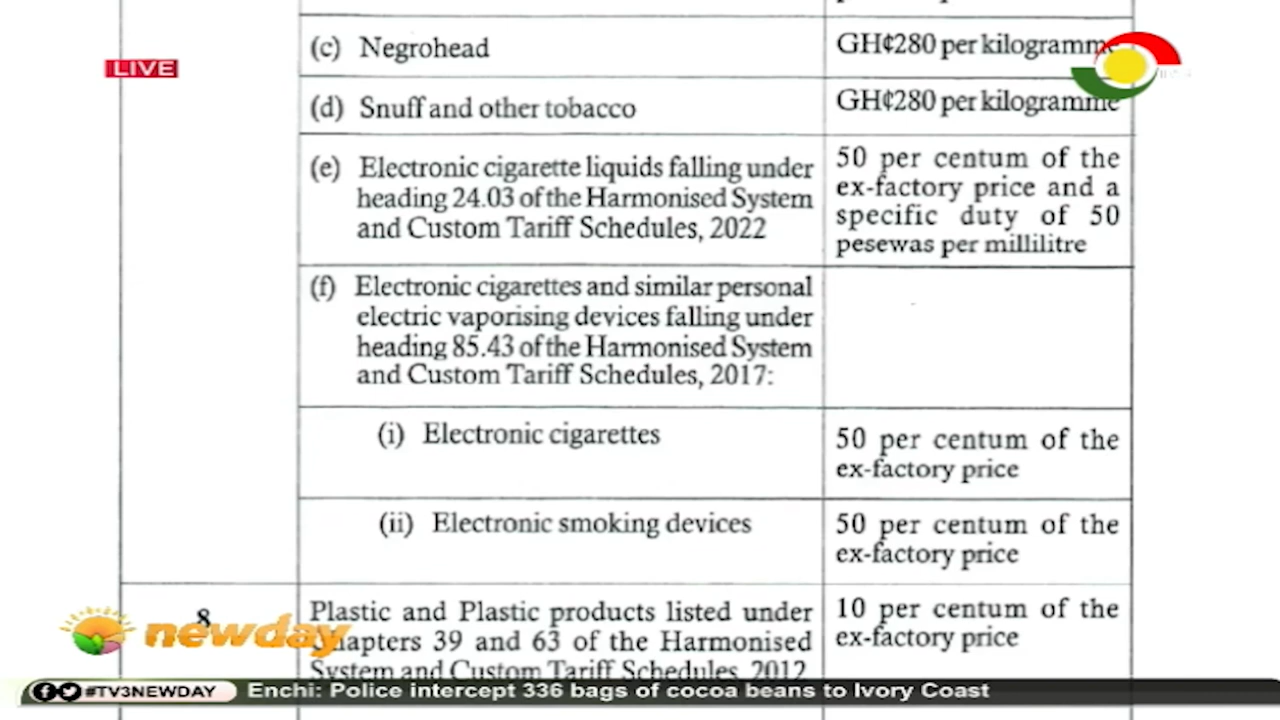 (c) Negrohead
GH¢280 per kilogramme
LIVE
(d) Snuff and other tobacco
GH¢280 per kilogramme
(e) Electronic cigarette liquids falling under
heading 24.03 of the Harmonised System
and Custom Tariff Schedules, 2022
50 per centum of the
ex-factory price and a
specific duty of 50
pesewas per millilitre
(f) Electronic cigarettes and similar personal
electric vaporising devices falling under
heading 85.43 of the Harmonised System
and Custom Tariff Schedules, 2017:
(i) Electronic cigarettes
50 per centum of the
ex-factory price
(ii) Electronic smoking devices
50 per centum of the
ex-factory price
8
Plastic and Plastic products listed under
Chapters 39 and 63 of the Harmonised
System and Custom Tariff Schedules, 2012
10 per centum of the
ex-factory price
newday
#TV3NEWDAY
Enchi: Police intercept 336 bags of cocoa beans to Ivory Coast